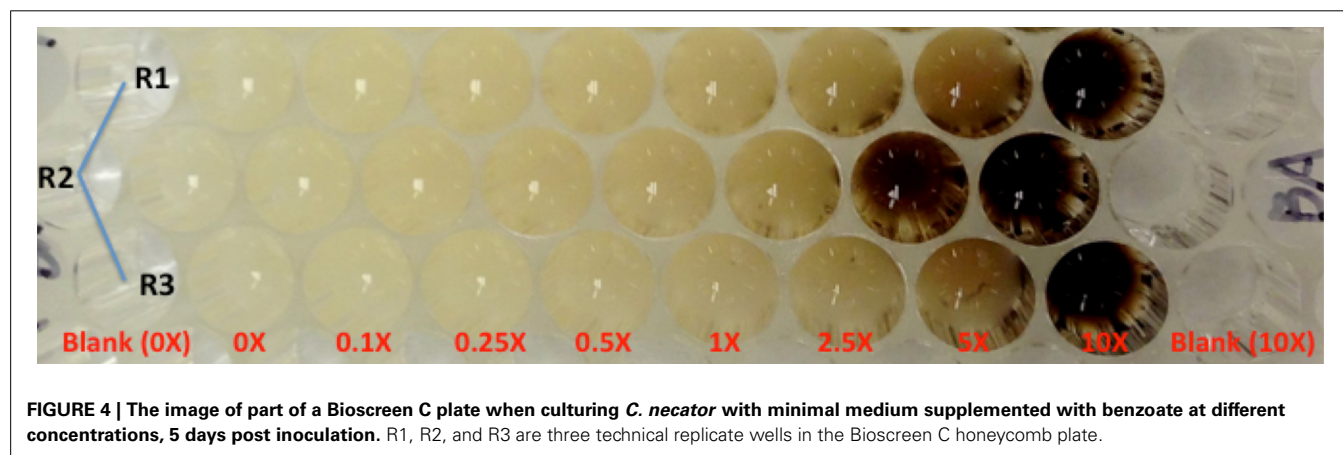 R1
R2
R3
BA
Blank (0X) 0X 0.1X 0.25X 0.5X 1X 2.5X 5X 10X Blank (10X)
FIGURE 4 | The image of part of a Bioscreen C plate when culturing C. necator with minimal medium supplemented with benzoate at different
concentrations, 5 days post inoculation. R1, R2, and R3 are three technical replicate wells in the Bioscreen C honeycomb plate.